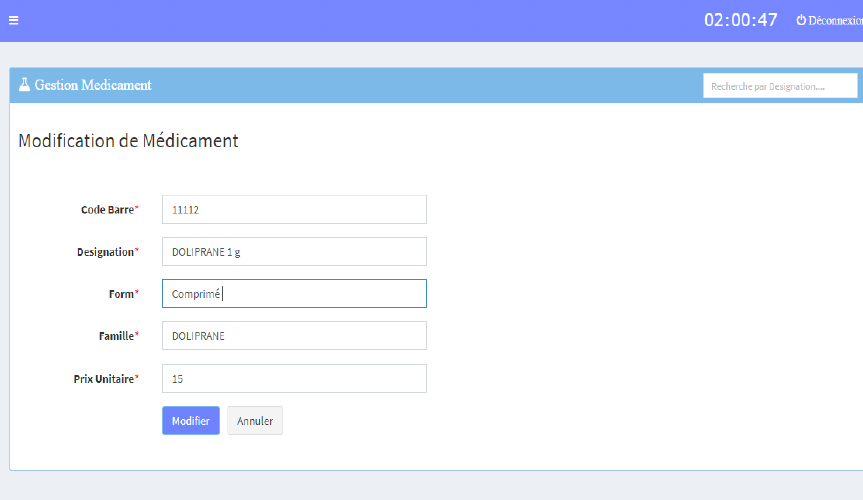 02:00:47 Déconnexion
Gestion Medicament
Recherche par Designation....
Modification de Médicament
Code Barre* 11112
Designation* DOLIPRANE 1 g
Form* Comprimé
Famille* DOLIPRANE
Prix Unitaire* 15
Modifier Annuler